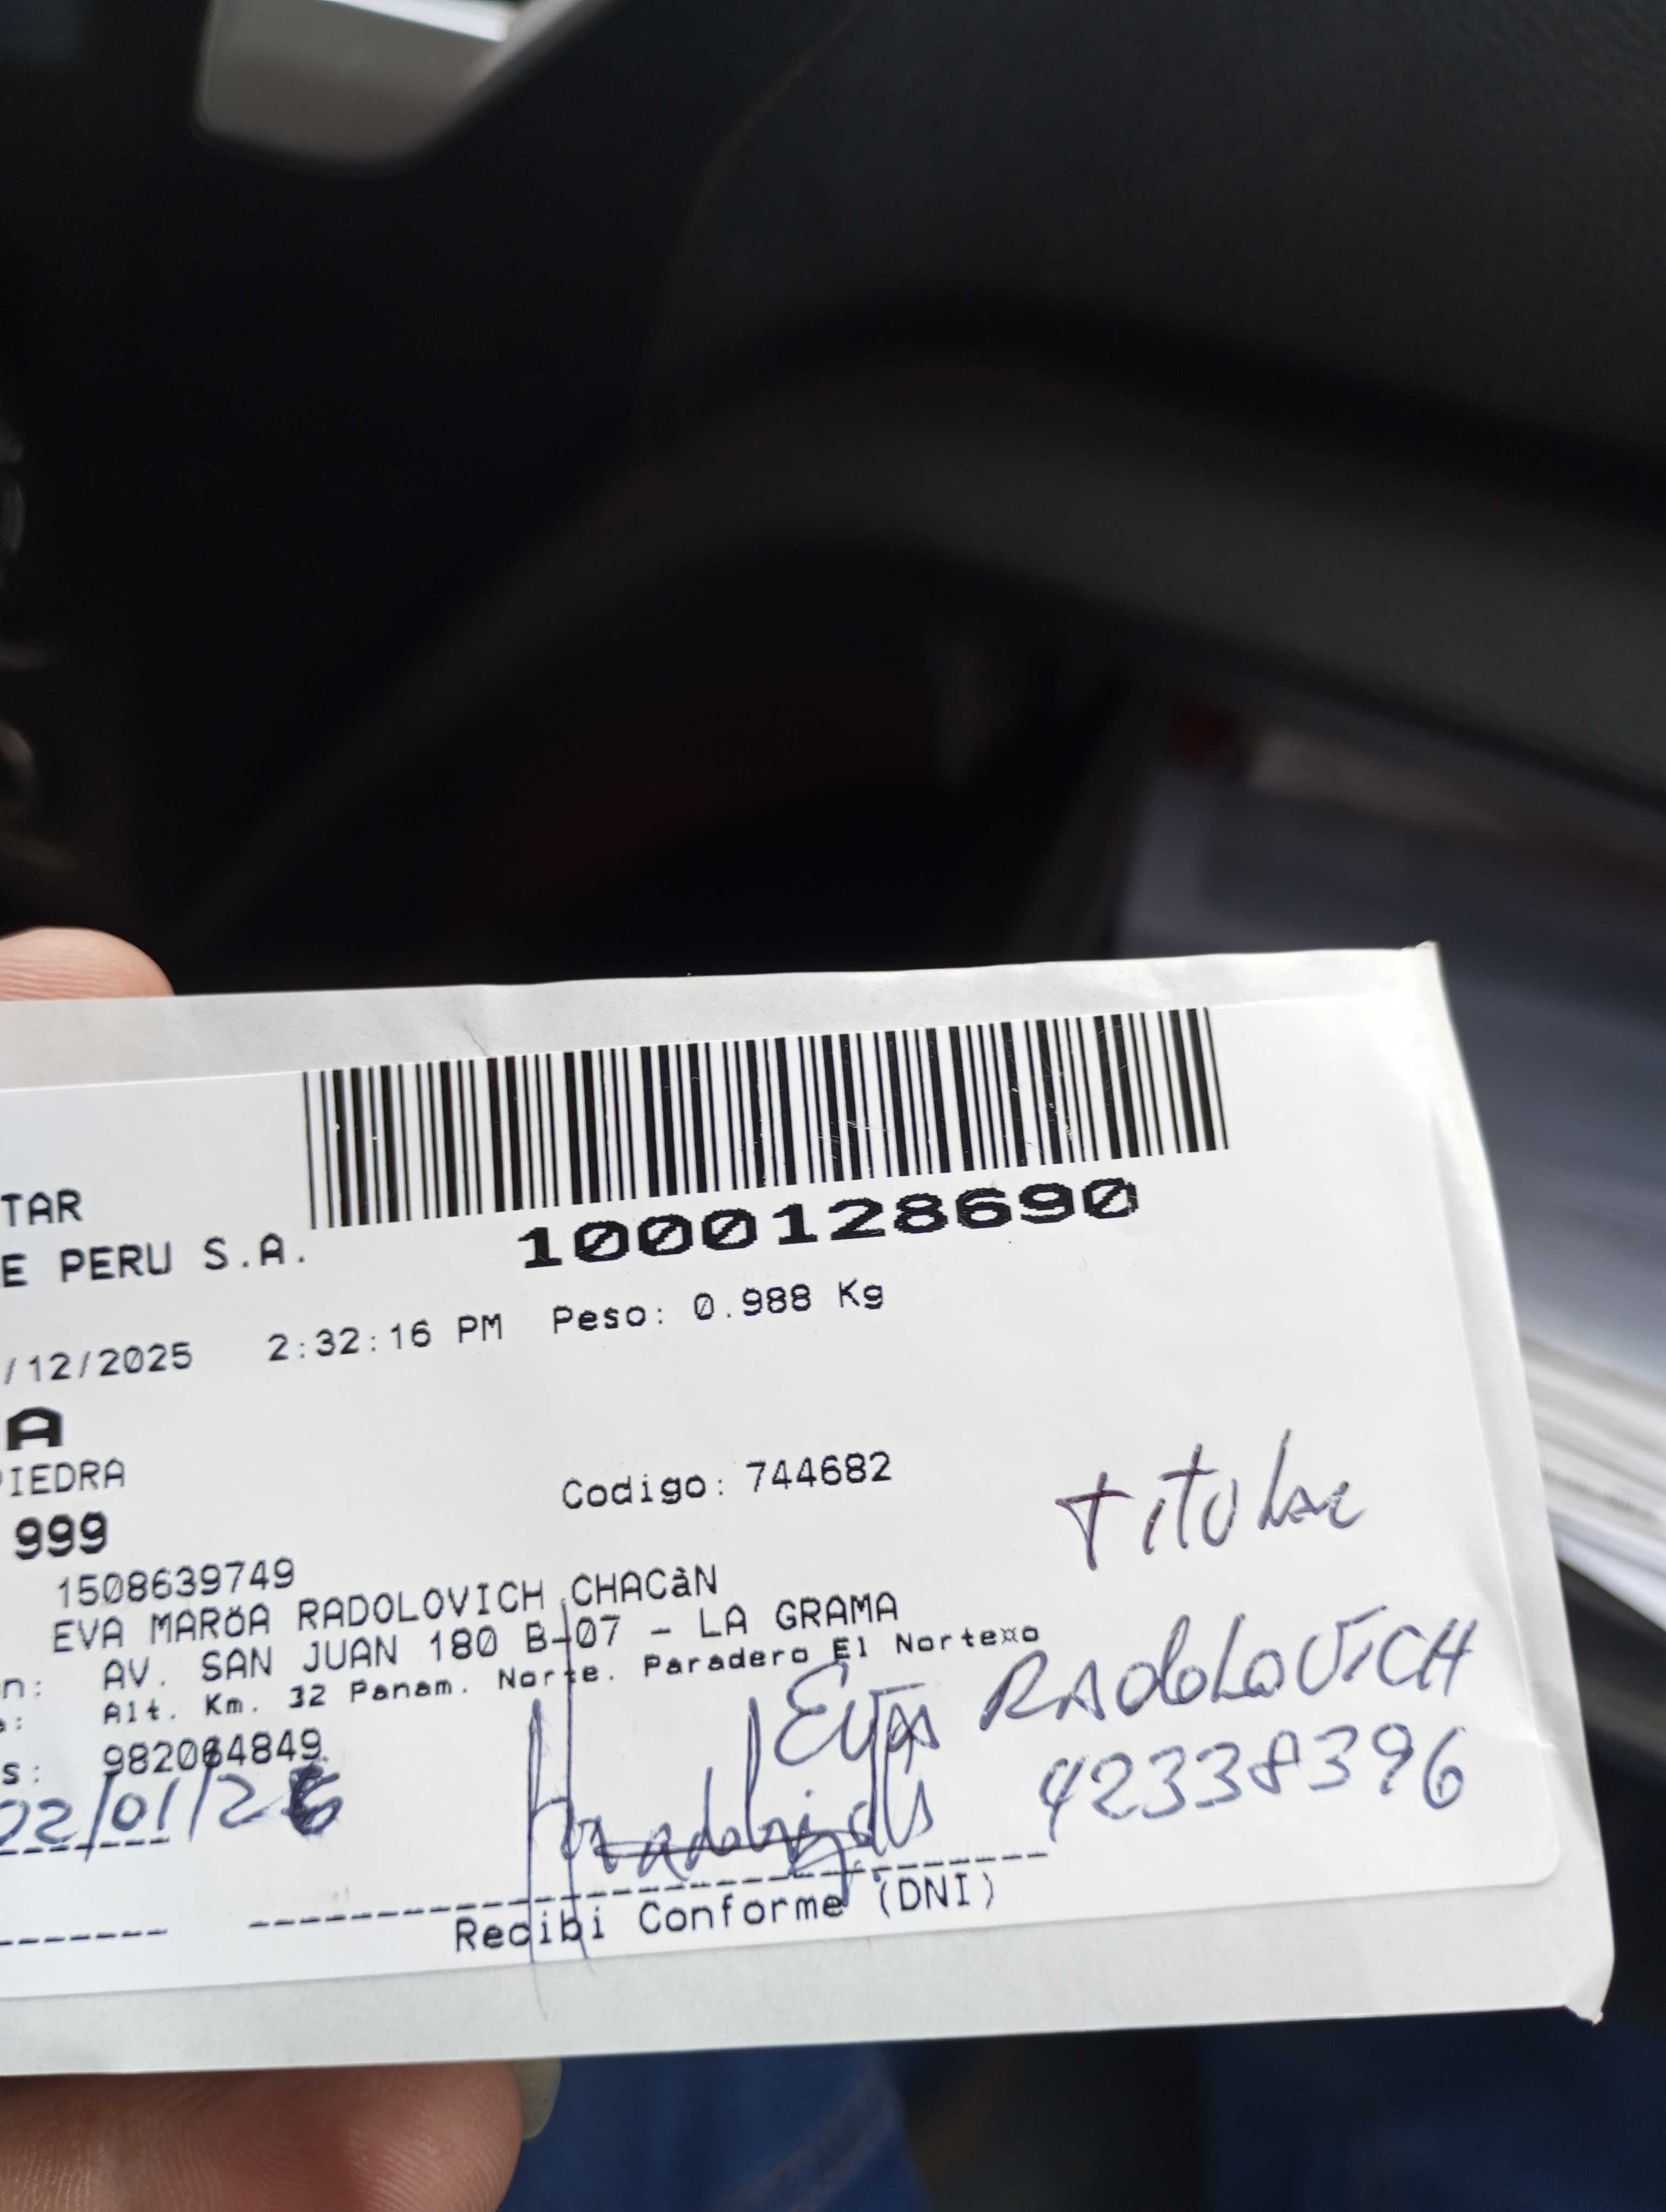 TAR
E PERU S.A.
1000128690
/12/2025 2:32:16 PM Peso: 0.988 Kg
A
PIEDRA
Codigo: 744682
Titular
999
1508639749
EVA MARÖA RADOLOVICH CHACàN
n: AV. SAN JUAN 180 B-07 - LA GRAMA
e: Alt. Km. 32 Panam. Norte. Paradero El Norte¤o
s: 982064849
Eva RAdoLoVICH
42338396
02/01/26
Recibi Conforme (DNI)